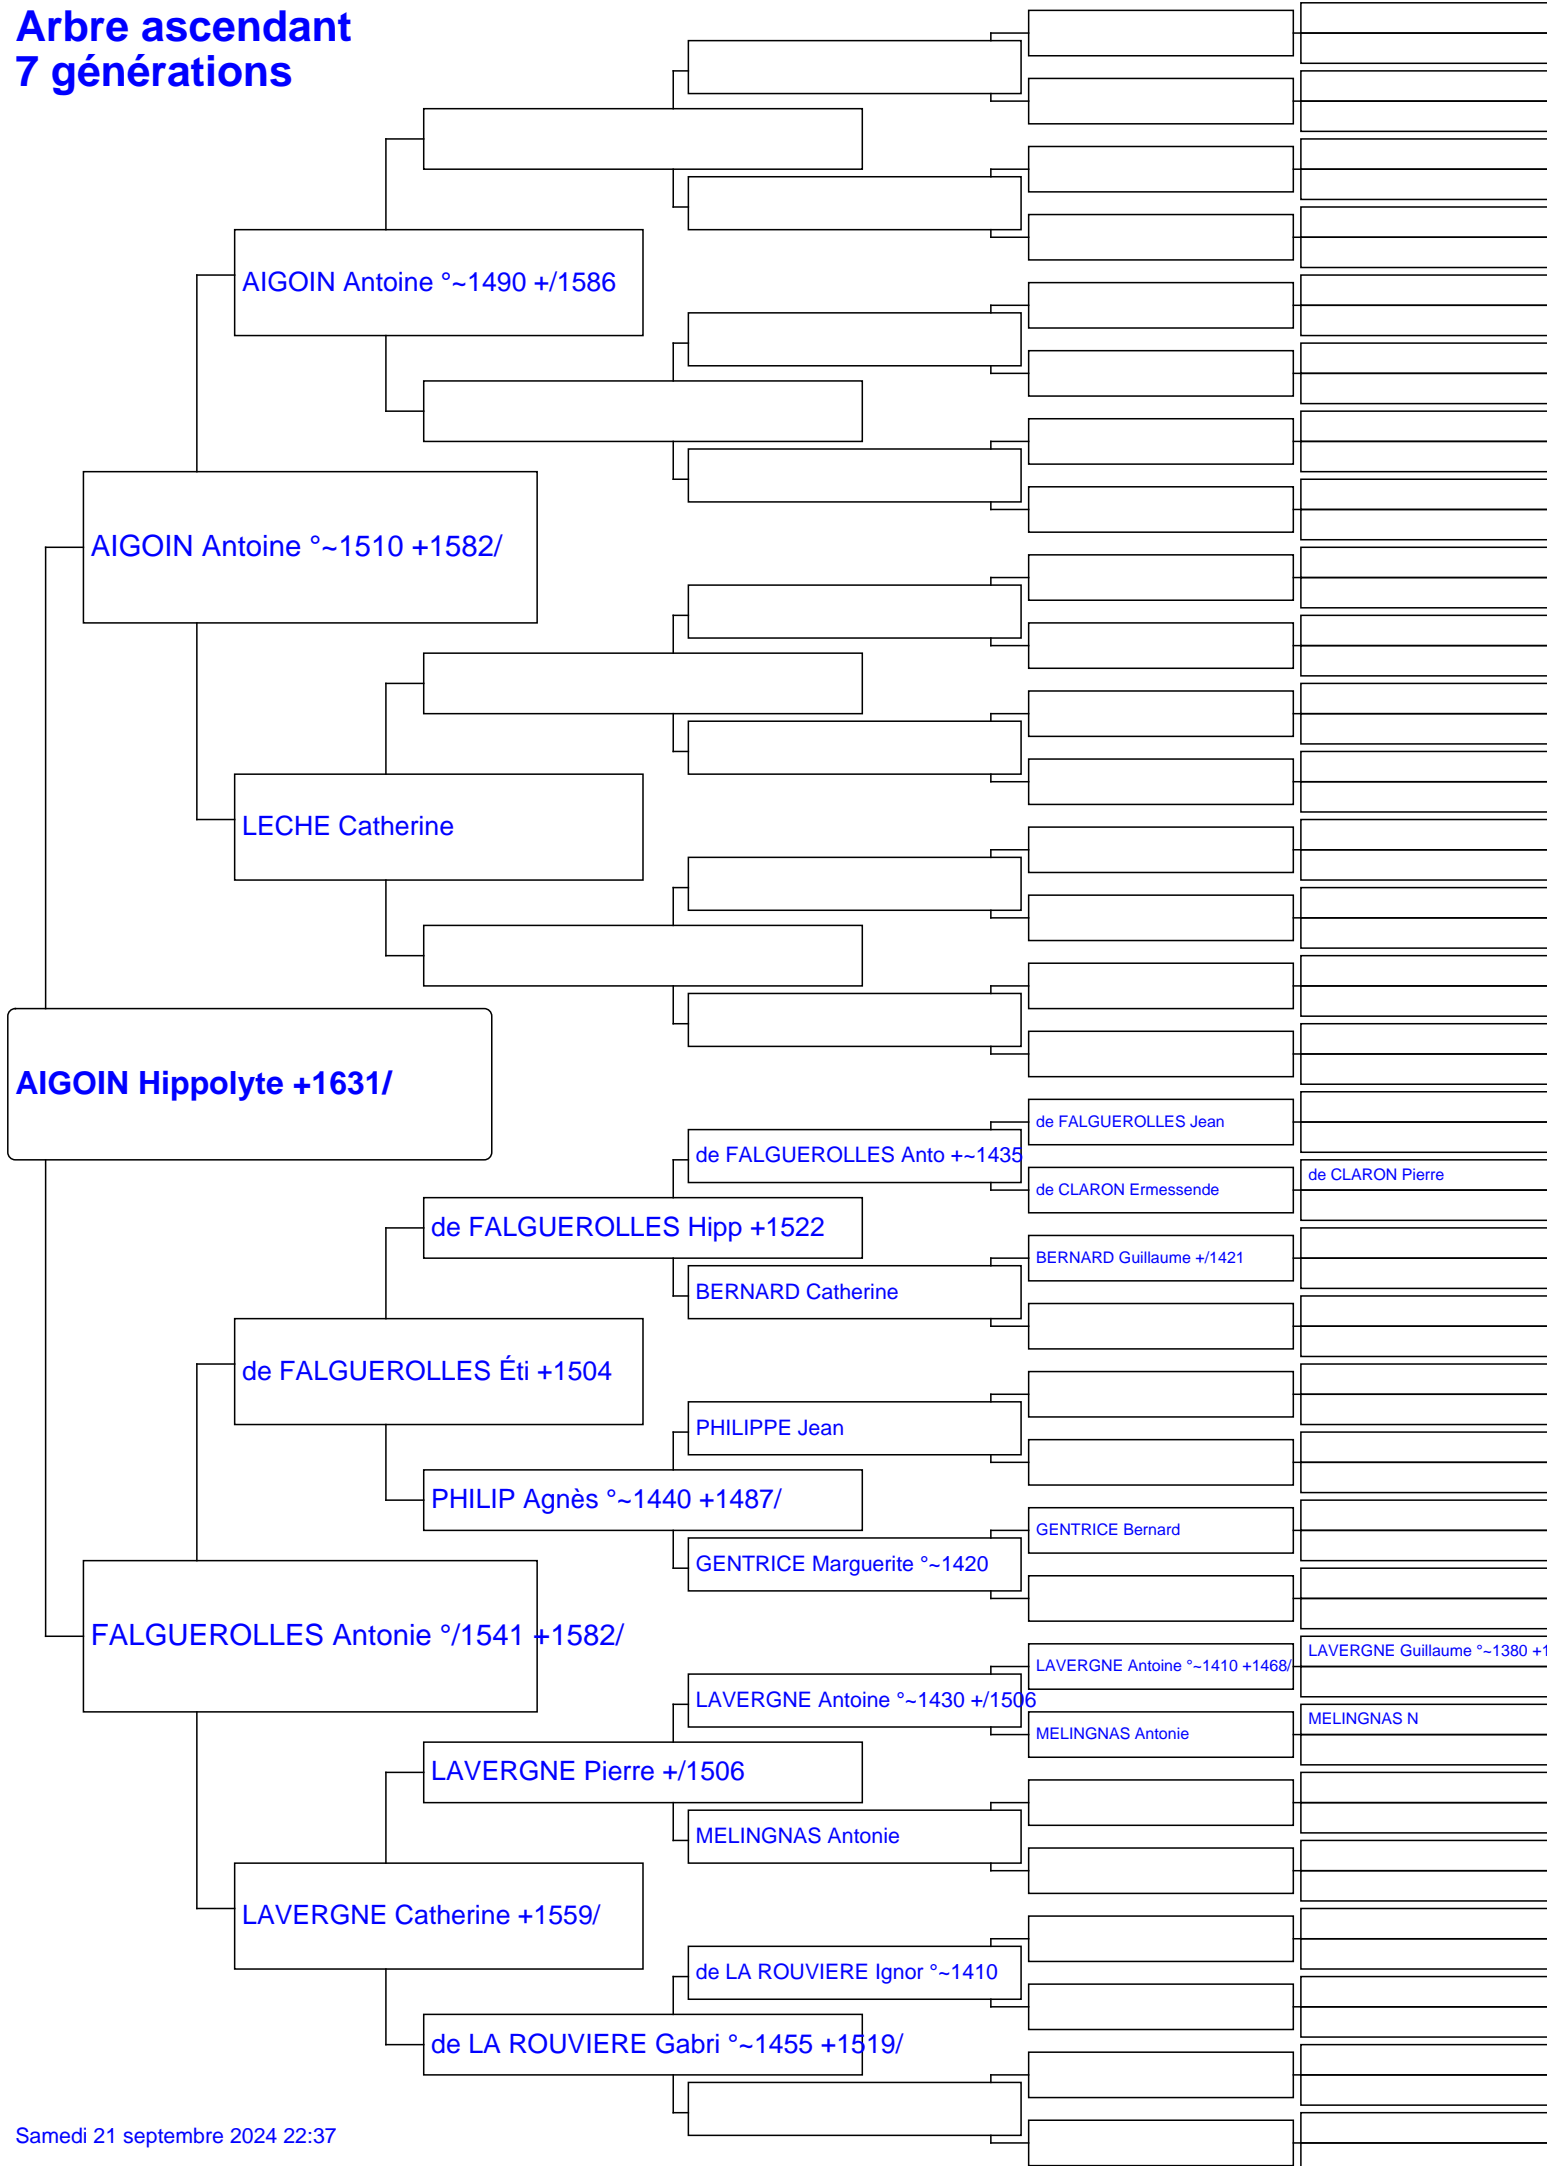 Arbre ascendant
7 générations
AIGOIN Antoine °~1490 +/1586
AIGOIN Antoine °~1510 +1582/
LECHE Catherine
AIGOIN Hippolyte +1631/
de FALGUEROLLES Jean
de FALGUEROLLES Anto +~1435
de CLARON Pierre
de CLARON Ermessende
de FALGUEROLLES Hipp +1522
BERNARD Guillaume +/1421
BERNARD Catherine
de FALGUEROLLES Éti +1504
PHILIPPE Jean
PHILIP Agnès °~1440 +1487/
GENTRICE Bernard
GENTRICE Marguerite °~1420
FALGUEROLLES Antonie °/1541 +1582/
LAVERGNE Guillaume °~1380 +1
LAVERGNE Antoine °~1410 +1468/
LAVERGNE Antoine °~1430 +/1506
MELINGNAS N
MELINGNAS Antonie
LAVERGNE Pierre +/1506
MELINGNAS Antonie
LAVERGNE Catherine +1559/
de LA ROUVIERE Ignor °~1410
de LA ROUVIERE Gabri °~1455 +1519/
Samedi 21 septembre 2024 22:37